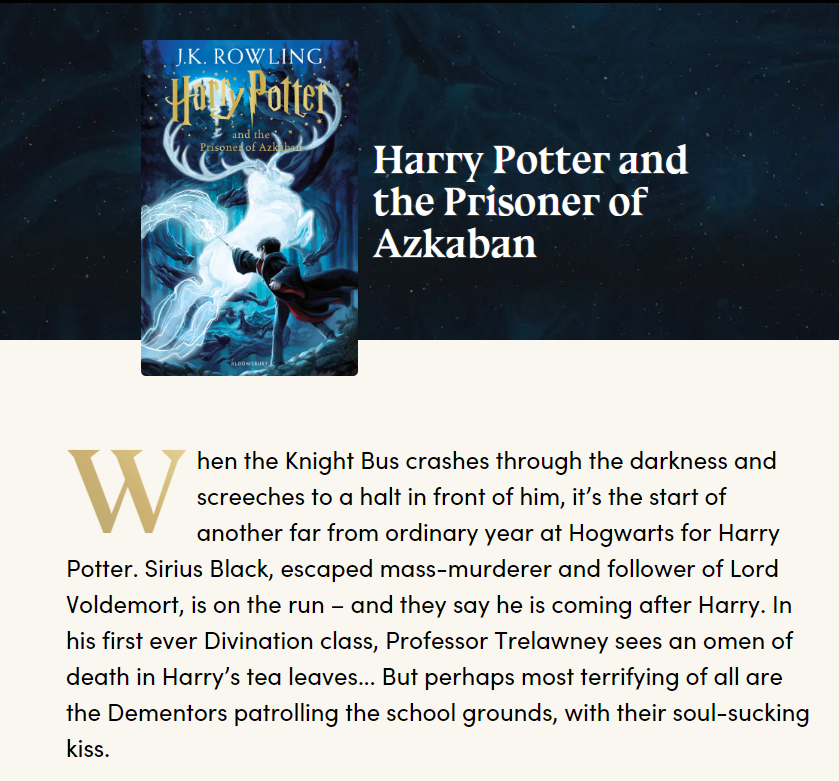 J.K. ROWLING
Harry Potter
and the
Prisoner of Azkaban
BLOOMSBURY
Harry Potter and
the Prisoner of
Azkaban
When the Knight Bus crashes through the darkness and
screeches to a halt in front of him, it’s the start of
another far from ordinary year at Hogwarts for Harry
Potter. Sirius Black, escaped mass-murderer and follower of Lord
Voldemort, is on the run – and they say he is coming after Harry. In
his first ever Divination class, Professor Trelawney sees an omen of
death in Harry’s tea leaves... But perhaps most terrifying of all are
the Dementors patrolling the school grounds, with their soul-sucking
kiss.